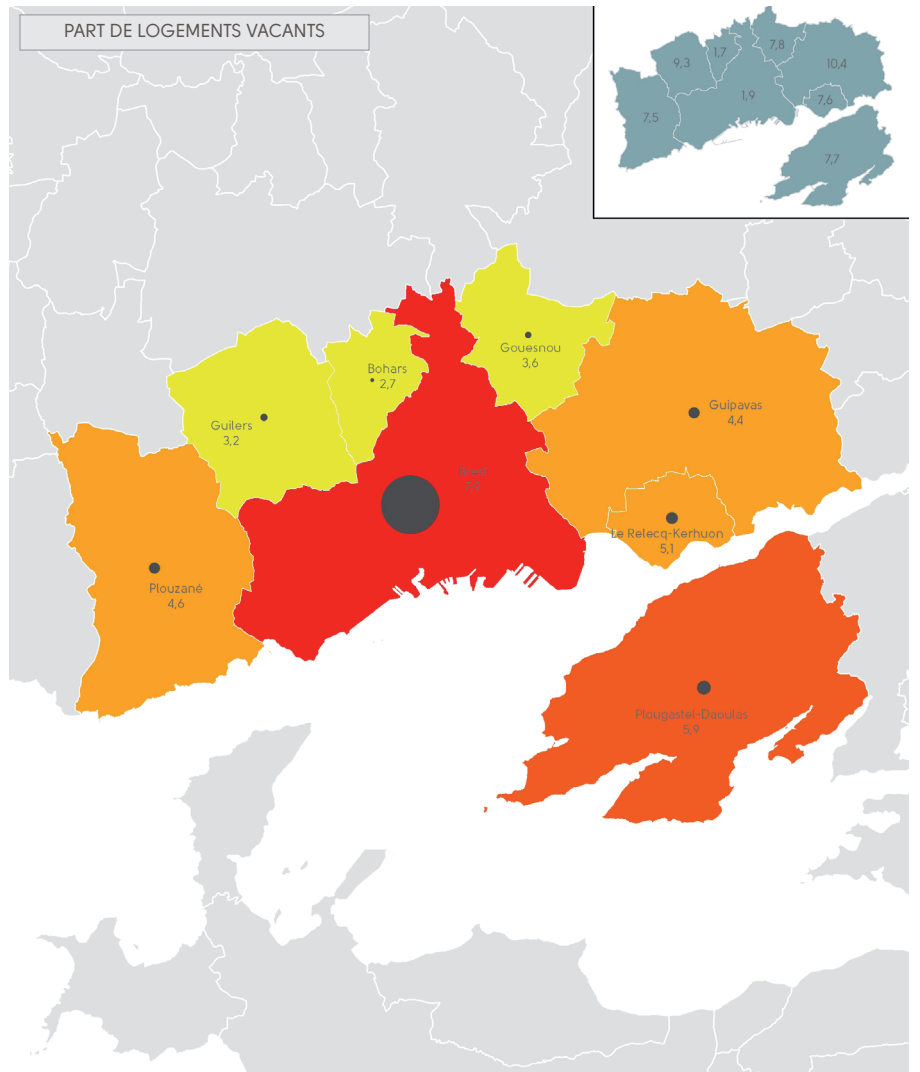 PART DE LOGEMENTS VACANTS
7,8
1,7
9,3
10,4
1,9
7,6
7,5
7,7
Gouesnou
3,6
Bohars
2,7
Guipavas
4,4
Guilers
3,2
Brest
Le Relecq-Kerhuon
5,1
Plouzané
4,6
Plougastel-Daoulas
5,9